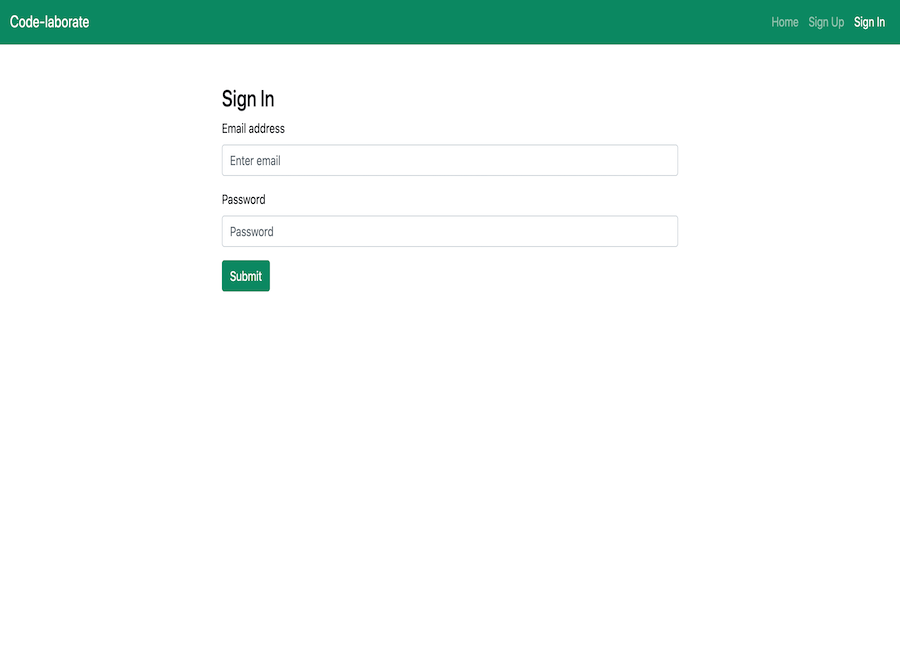 Code-laborate Home Sign Up Sign In
Sign In
Email address
Enter email
Password
Password
Submit